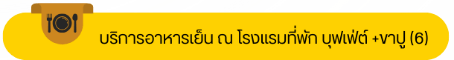 บริการอาหารเย็น ณ โรงแรมที่พัก บุฟเฟ่ต์ +ขาปู (6)